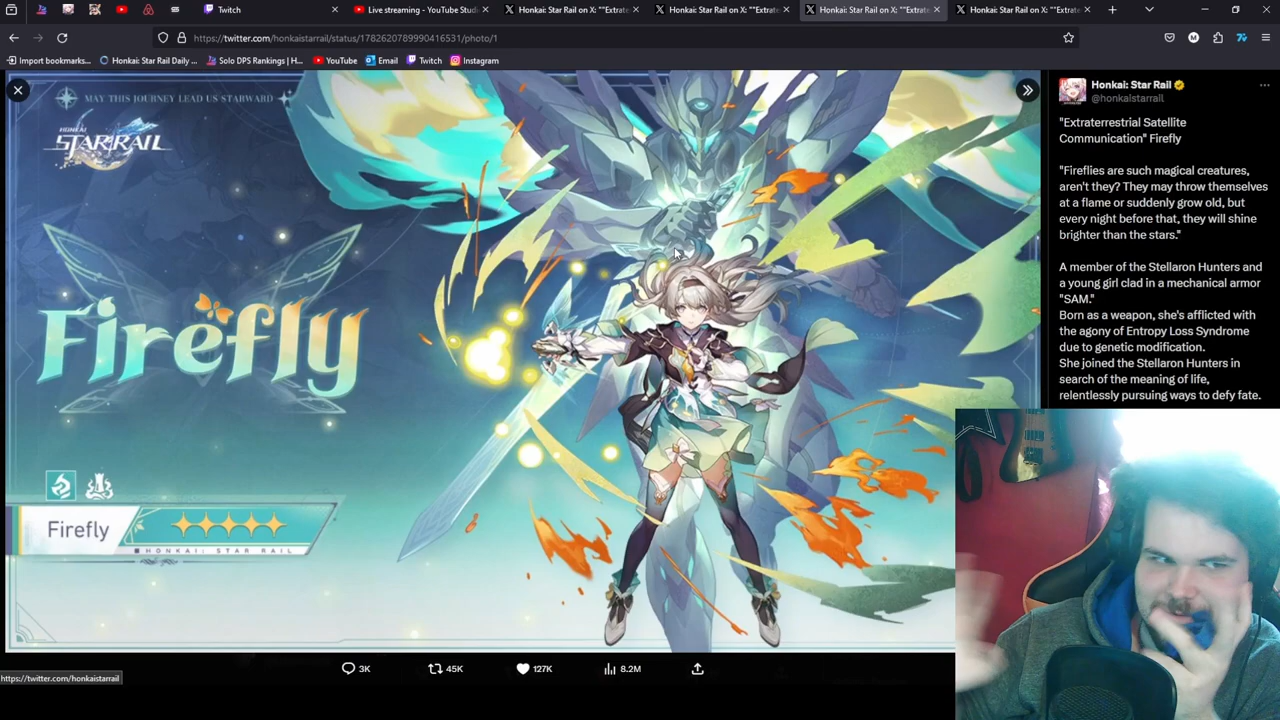 Twitch
Live streaming - YouTube Studi
Honkai: Star Rail on X: ""Extrate
Honkai: Star Rail on X: ""Extrate
Honkai: Star Rail on X: ""Extrate
Honkai: Star Rail on X: ""Extrate
https://twitter.com/honkaistarrail/status/1782620789990416531/photo/1
Import bookmarks...
Honkai: Star Rail Daily ...
Solo DPS Rankings | H...
YouTube
Email
Twitch
Instagram
MAY THIS JOURNEY LEAD US STARWARD
HONKAI
STAR RAIL
Firefly
Firefly
HONKAI: STAR RAIL
3K
45K
127K
8.2M
https://twitter.com/honkaistarrail
Honkai: Star Rail
@honkaistarrail
"Extraterrestrial Satellite
Communication" Firefly
"Fireflies are such magical creatures,
aren't they? They may throw themselves
at a flame or suddenly grow old, but
every night before that, they will shine
brighter than the stars."
A member of the Stellaron Hunters and
a young girl clad in a mechanical armor
"SAM."
Born as a weapon, she's afflicted with
the agony of Entropy Loss Syndrome
due to genetic modification.
She joined the Stellaron Hunters in
search of the meaning of life,
relentlessly pursuing ways to defy fate.